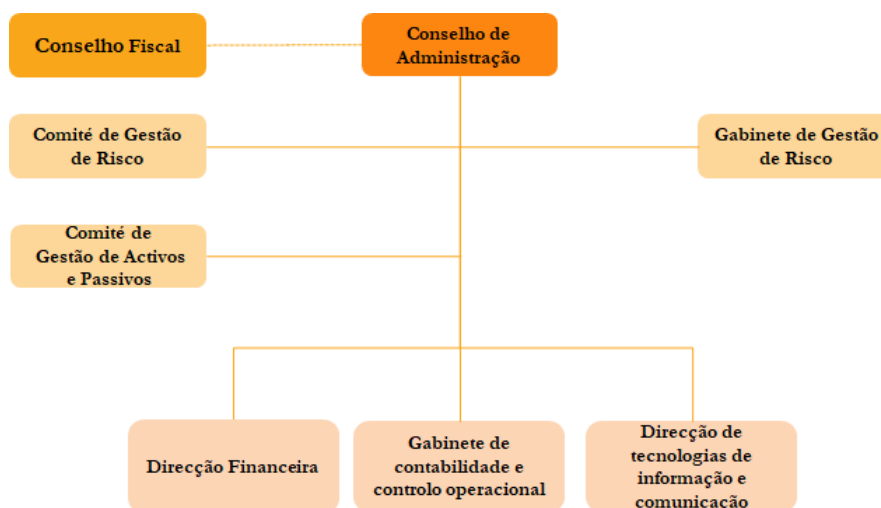 Conselho Fiscal
Conselho de
Administração
Comité de Gestão
de Risco
Gabinete de Gestão
de Risco
Comité de
Gestão de Activos
e Passivos
Direcção Financeira
Gabinete de
contabilidade e
controlo operacional
Direcção de
tecnologias de
informação e
comunicação